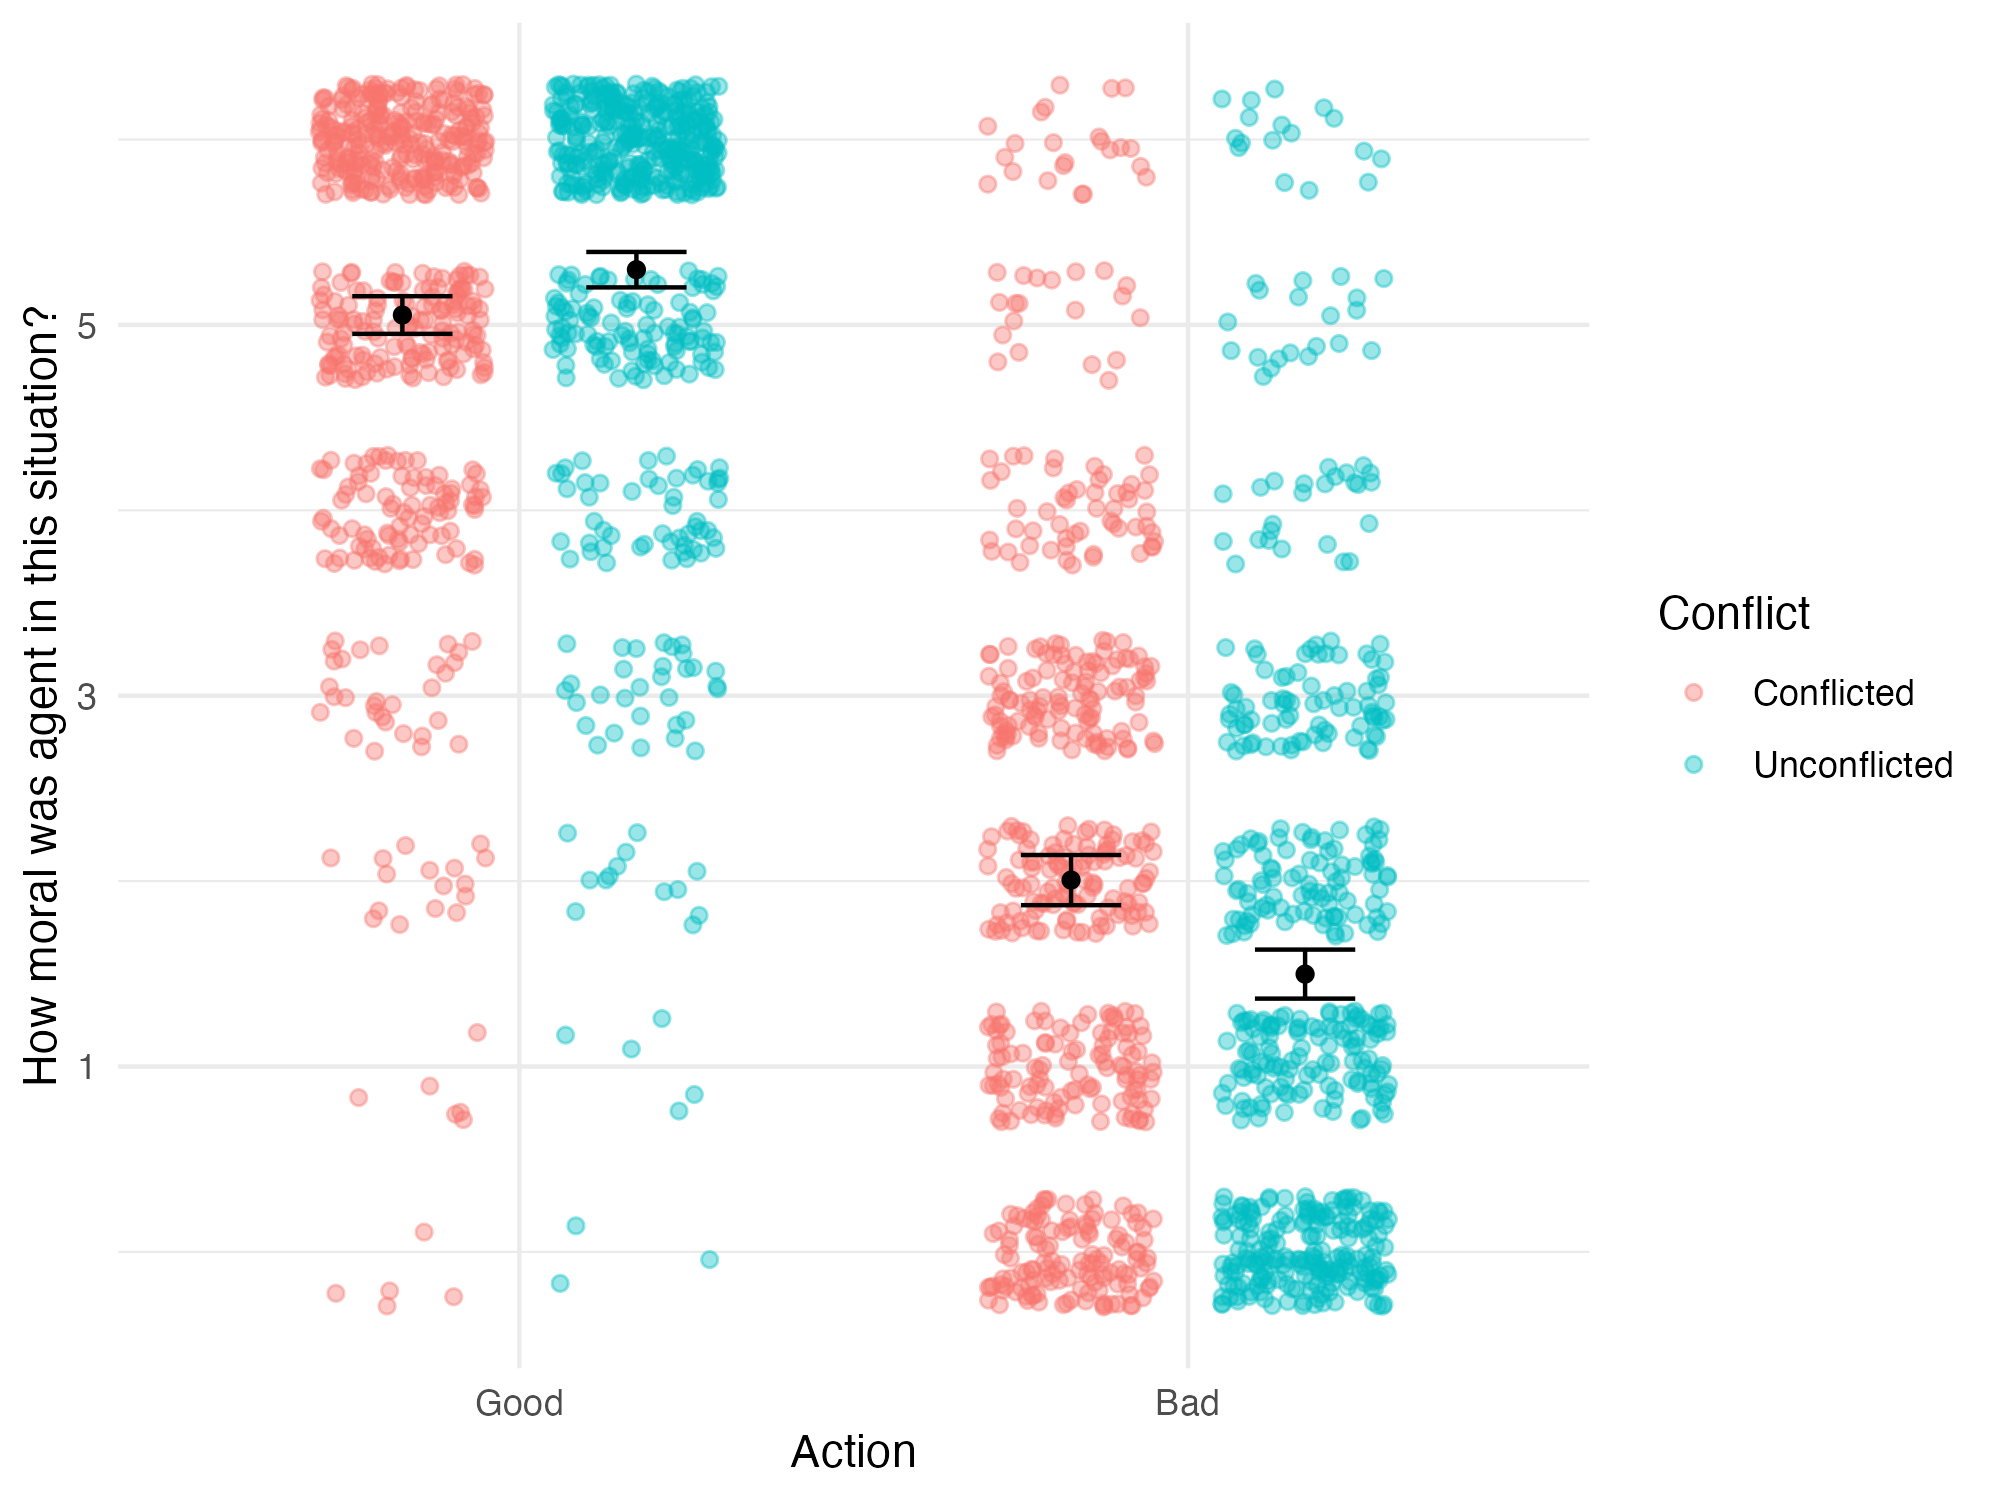 How moral was agent in this situation?
5
3
1
Good
Bad
Action
Conflict
Conflicted
Unconflicted